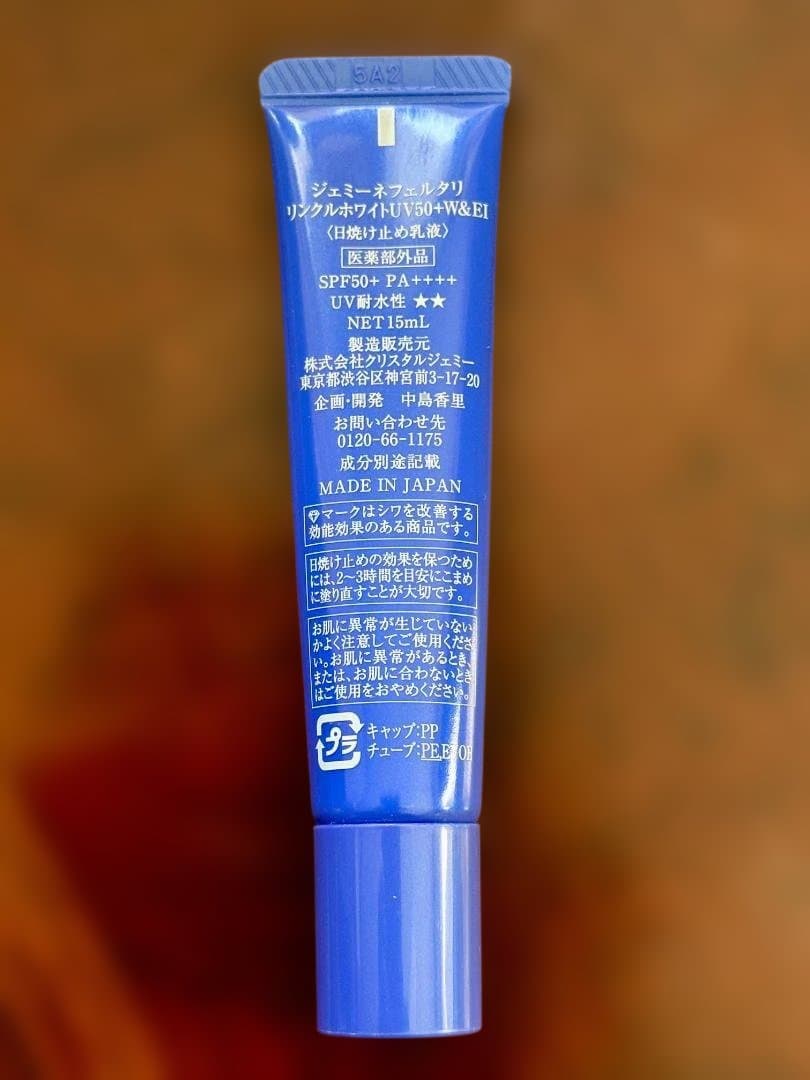 5A2
ジェミーネフェルタリ
リンクルホワイトUV50+W&EI
〈日焼け止め乳液〉
医薬部外品
SPF50+ PA++++
UV耐水性 ★★
NET 15mL
製造販売元
株式会社クリスタルジェミー
東京都渋谷区神宮前3-17-20
企画・開発 中島香里
お問い合わせ先
0120-66-1175
成分別途記載
MADE IN JAPAN
マークはシワを改善する
効能効果のある商品です。
日焼け止めの効果を保つため
には、2〜3時間を目安にこまめ
に塗り直すことが大切です。
お肌に異常が生じていない
かよく注意してご使用くださ
い。お肌に異常があるとき、
または、お肌に合わないとき
はご使用をおやめください。
プラ
キャップ:PP
チューブ:PE,